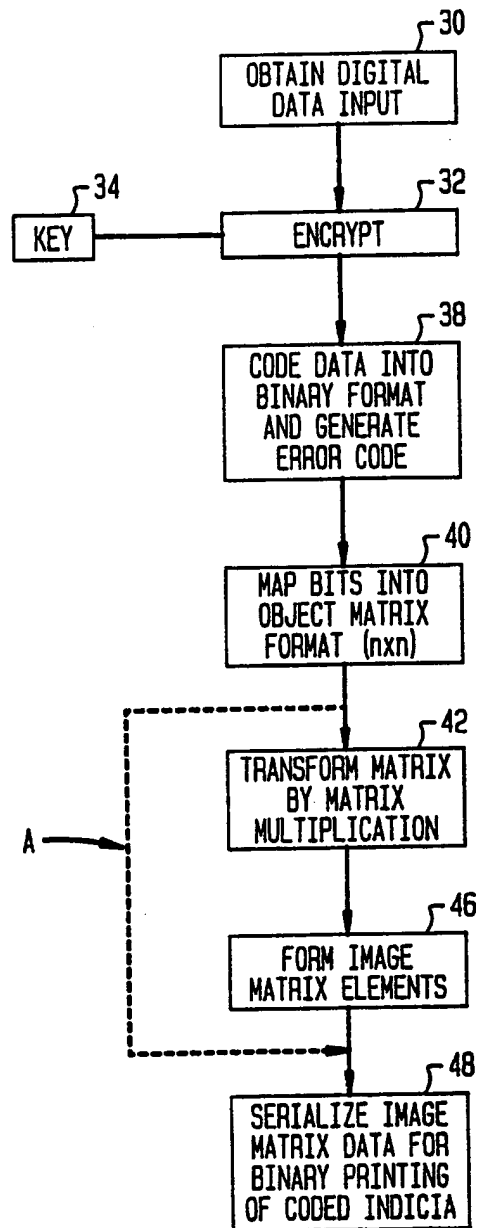 30
OBTAIN DIGITAL
DATA INPUT
34
32
KEY
ENCRYPT
38
CODE DATA INTO
BINARY FORMAT
AND GENERATE
ERROR CODE
40
MAP BITS INTO
OBJECT MATRIX
FORMAT (nxn)
42
TRANSFORM MATRIX
BY MATRIX
MULTIPLICATION
A
46
FORM IMAGE
MATRIX ELEMENTS
48
SERIALIZE IMAGE
MATRIX DATA FOR
BINARY PRINTING
OF CODED INDICIA